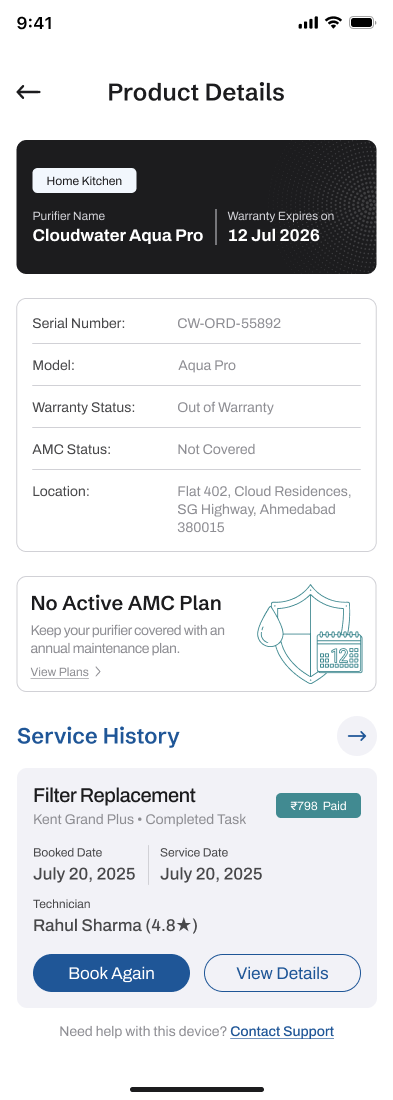 9:41
Product Details
Home Kitchen
Purifier Name
Cloudwater Aqua Pro
Warranty Expires on
12 Jul 2026
Serial Number: CW-ORD-55892
Model: Aqua Pro
Warranty Status: Out of Warranty
AMC Status: Not Covered
Location: Flat 402, Cloud Residences,
SG Highway, Ahmedabad
380015
No Active AMC Plan
Keep your purifier covered with an
annual maintenance plan.
View Plans
12
Service History
Filter Replacement
Kent Grand Plus • Completed Task
₹798 Paid
Booked Date
July 20, 2025
Service Date
July 20, 2025
Technician
Rahul Sharma (4.8★)
Book Again
View Details
Need help with this device? Contact Support